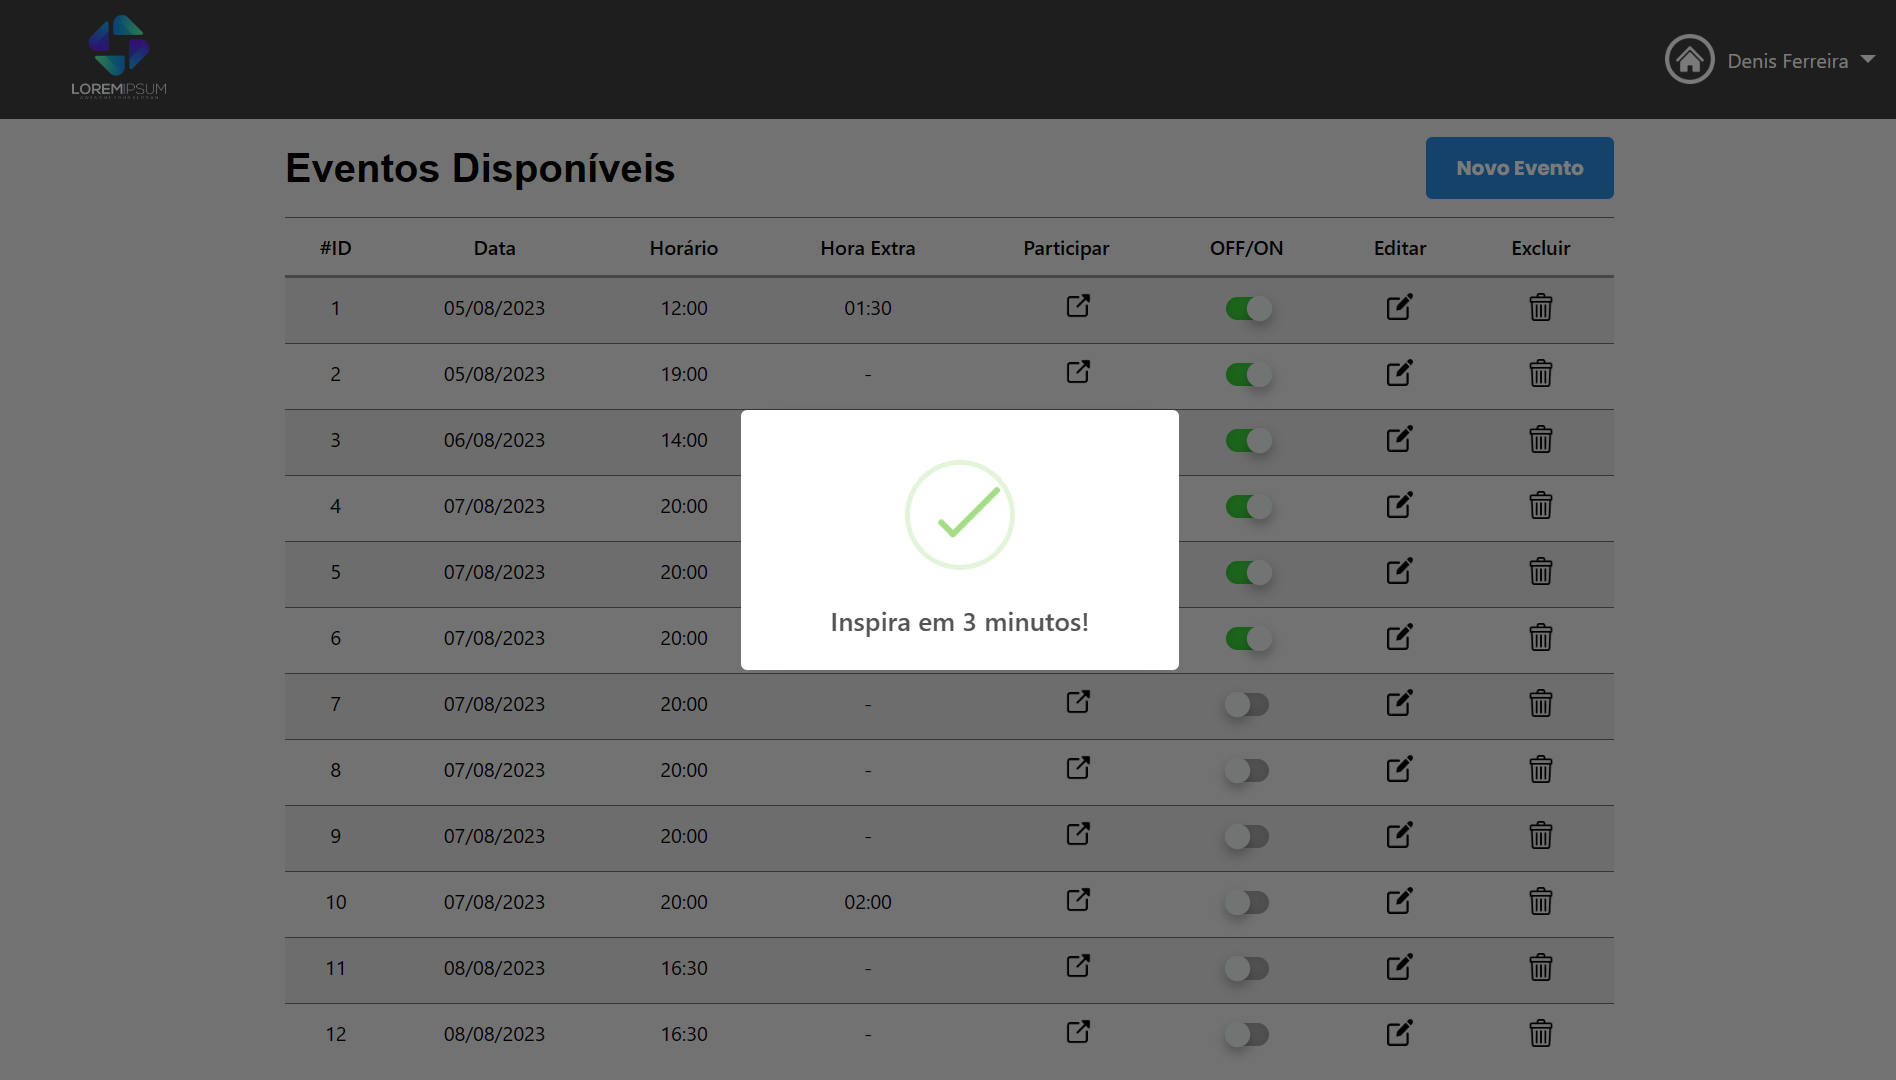 LOREMIPSUM
Denis Ferreira
Eventos Disponíveis
Novo Evento
#ID Data Horário Hora Extra Participar OFF/ON Editar Excluir
1 05/08/2023 12:00 01:30
2 05/08/2023 19:00 -
3 06/08/2023 14:00
4 07/08/2023 20:00
5 07/08/2023 20:00
6 07/08/2023 20:00
Inspira em 3 minutos!
7 07/08/2023 20:00 -
8 07/08/2023 20:00 -
9 07/08/2023 20:00 -
10 07/08/2023 20:00 02:00
11 08/08/2023 16:30 -
12 08/08/2023 16:30 -